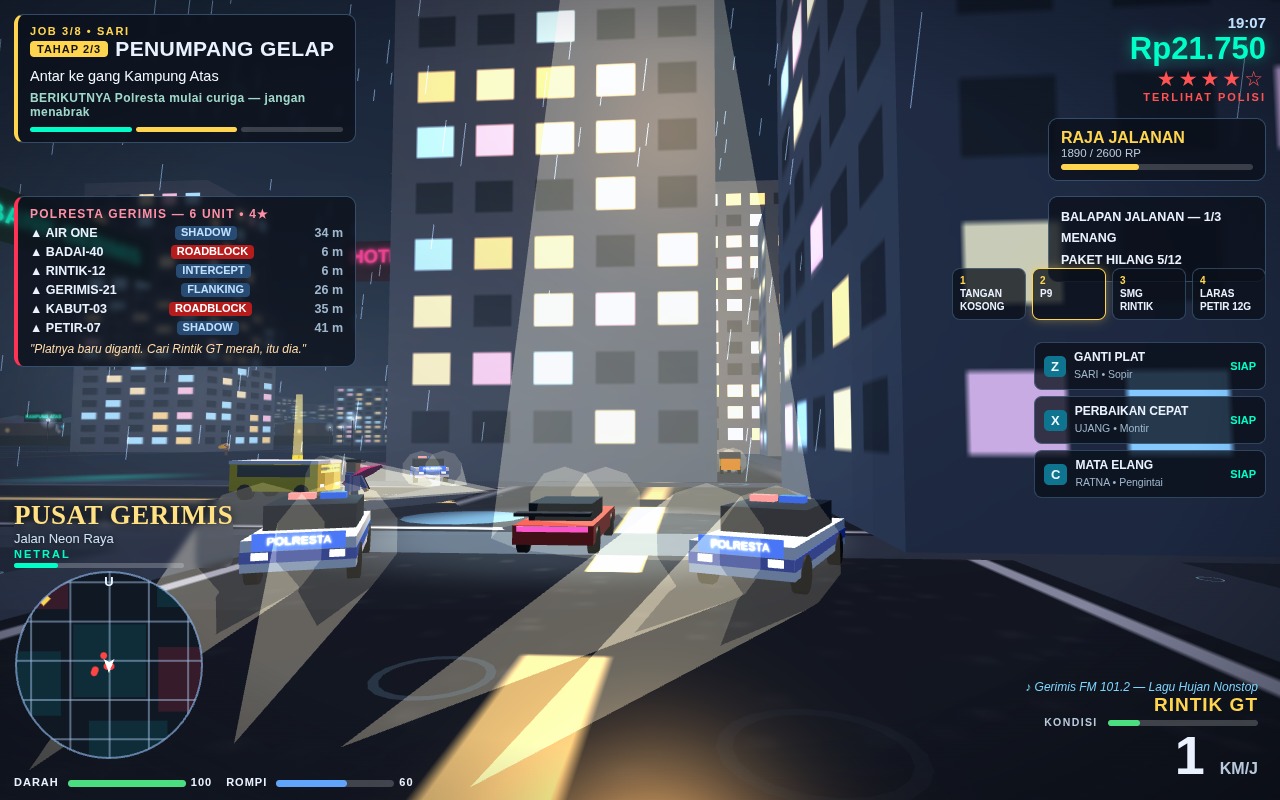 JOB 3/8 • SARI
TAHAP 2/3 PENUMPANG GELAP
Antar ke gang Kampung Atas
BERIKUTNYA Polresta mulai curiga — jangan
menabrak
19:07
Rp21.750
★★★★☆
TERLIHAT POLISI
RAJA JALANAN
1890 / 2600 RP
POLRESTA GERIMIS — 6 UNIT • 4★
▲ AIR ONE SHADOW 34 m
▲ BADAI-40 ROADBLOCK 6 m
▲ RINTIK-12 INTERCEPT 6 m
▲ GERIMIS-21 FLANKING 26 m
▲ KABUT-03 ROADBLOCK 35 m
▲ PETIR-07 SHADOW 41 m
"Platnya baru diganti. Cari Rintik GT merah, itu dia."
BALAPAN JALANAN — 1/3
MENANG
PAKET HILANG 5/12
1
TANGAN
KOSONG
2
P9
3
SMG
RINTIK
4
LARAS
PETIR 12G
HOT
Z GANTI PLAT SIAP
SARI • Sopir
X PERBAIKAN CEPAT SIAP
UJANG • Montir
C MATA ELANG SIAP
RATNA • Pengintai
POLRESTA
POLRESTA
PUSAT GERIMIS
Jalan Neon Raya
NETRAL
U
♪ Gerimis FM 101.2 — Lagu Hujan Nonstop
RINTIK GT
KONDISI
1 KM/J
DARAH 100 ROMPI 60